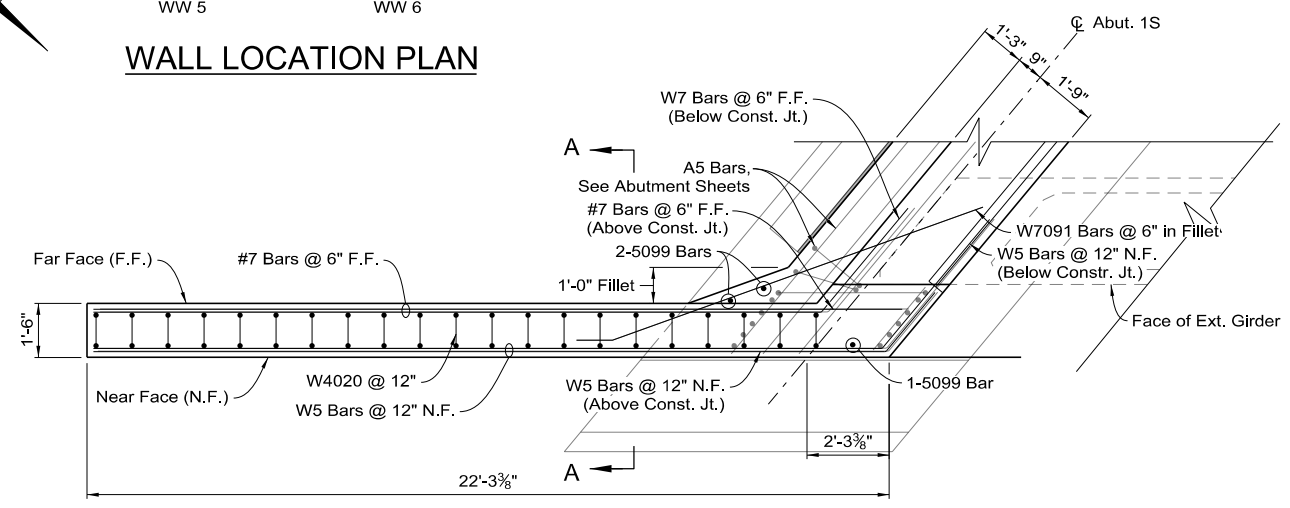 WW 5
WW 6
WALL LOCATION PLAN
℄ Abut. 1S
1'-3"
9"
1'-9"
W7 Bars @ 6" F.F.
(Below Const. Jt.)
A
A5 Bars,
See Abutment Sheets
#7 Bars @ 6" F.F.
(Above Const. Jt.)
2-5099 Bars
W7091 Bars @ 6" in Fillet
W5 Bars @ 12" N.F.
(Below Constr. Jt.)
Far Face (F.F.)
#7 Bars @ 6" F.F.
1'-0" Fillet
Face of Ext. Girder
1'-6"
W4020 @ 12"
Near Face (N.F.)
W5 Bars @ 12" N.F.
W5 Bars @ 12" N.F.
(Above Const. Jt.)
1-5099 Bar
2'-3⅜"
A
22'-3⅜"